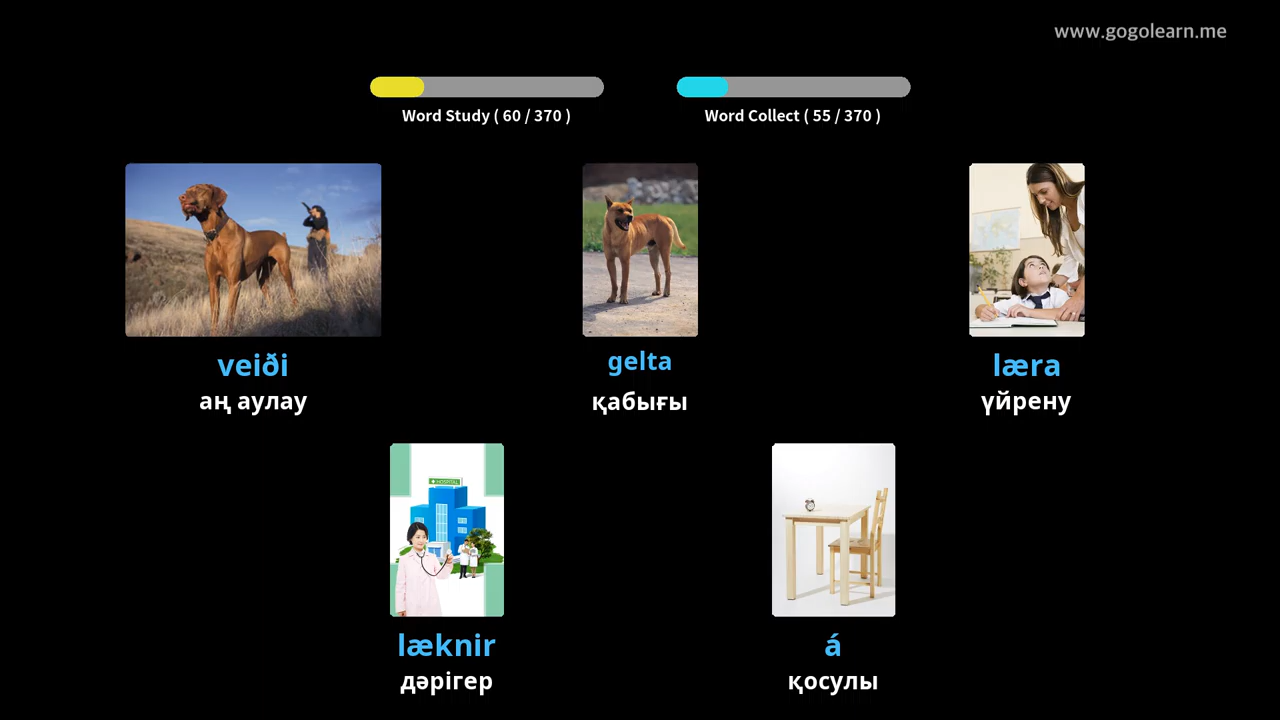 www.gogolearn.me
Word Study ( 60 / 370 )
Word Collect ( 55 / 370 )
veiði
аң аулау
gelta
қабығы
læra
үйрену
HOSPITAL
læknir
дәрігер
á
қосулы